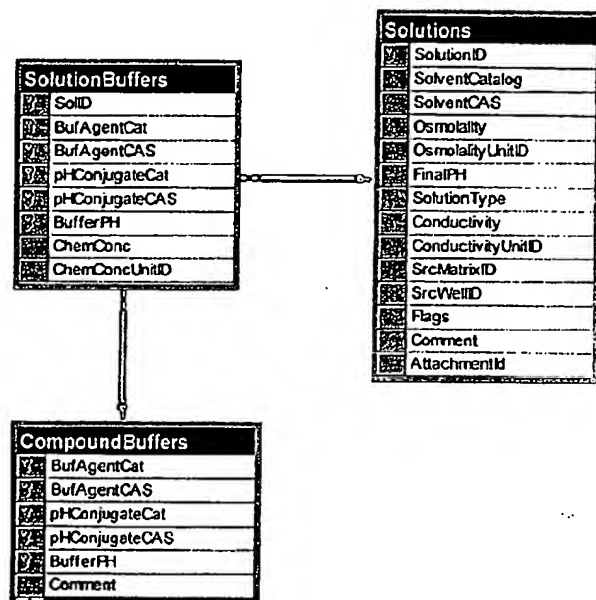 Solutions
SolutionID
SolventCatalog
SolventCAS
Osmolality
OsmolalityUnitID
FinalPH
SolutionType
Conductivity
ConductivityUnitID
SrcMatrixID
SrcWellID
Flags
Comment
AttachmentId
SolutionBuffers
SolID
BufAgentCat
BufAgentCAS
pHConjugateCat
pHConjugateCAS
BufferPH
ChemConc
ChemConcUnitID
CompoundBuffers
BufAgentCat
BufAgentCAS
pHConjugateCat
pHConjugateCAS
BufferPH
Comment